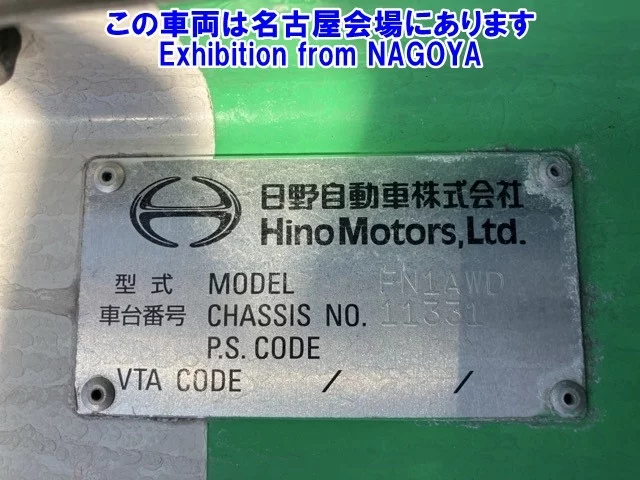 この車両は名古屋会場にあります
Exhibition from NAGOYA
日野自動車株式会社
Hino Motors, Ltd.
型式 MODEL FN1AWD
車台番号 CHASSIS NO. 11331
P.S. CODE
VTA CODE / /